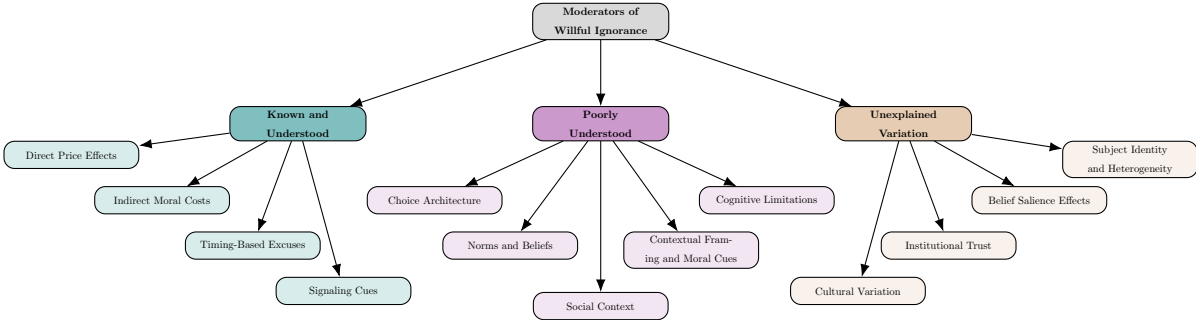 Moderators of
Willful Ignorance
Known and
Understood
Poorly
Understood
Unexplained
Variation
Direct Price Effects
Indirect Moral Costs
Timing-Based Excuses
Signaling Cues
Choice Architecture
Norms and Beliefs
Social Context
Contextual Fram-
ing and Moral Cues
Cognitive Limitations
Cultural Variation
Institutional Trust
Belief Salience Effects
Subject Identity
and Heterogeneity